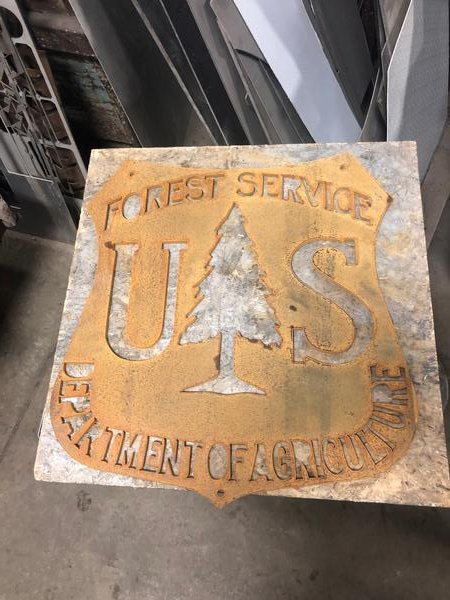 FOREST SERVICE
U S
DEPARTMENT OF AGRICULTURE